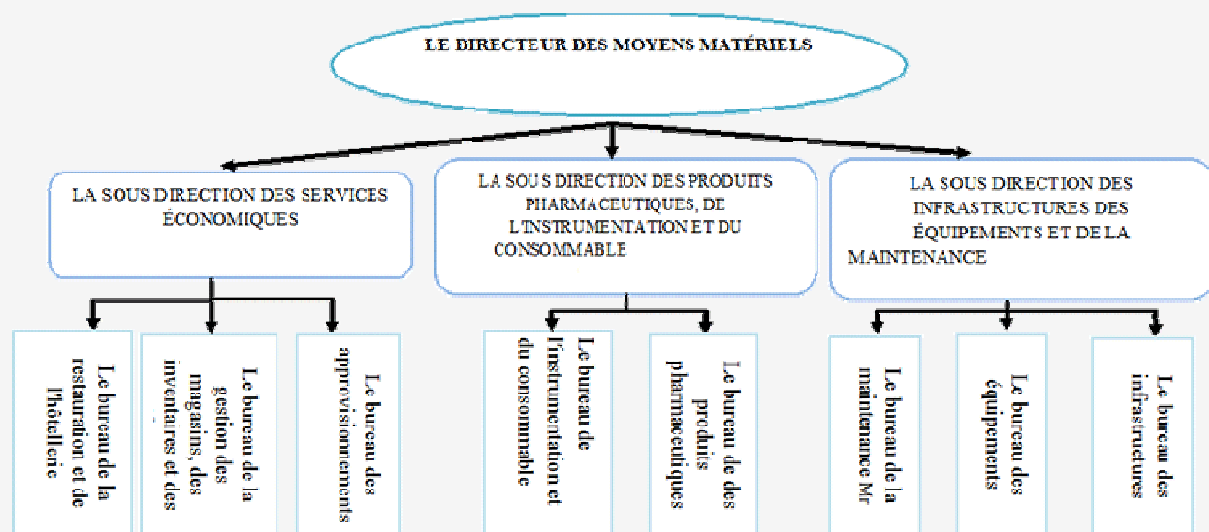 LE DIRECTEUR DES MOYENS MATÉRIELS
LA SOUS DIRECTION DES SERVICES
ÉCONOMIQUES
LA SOUS DIRECTION DES PRODUITS
PHARMACEUTIQUES, DE
L'INSTRUMENTATION ET DU
CONSOMMABLE
LA SOUS DIRECTION DES
INFRASTRUCTURES DES
ÉQUIPEMENTS ET DE LA
MAINTENANCE
Le bureau de la
restauration et de
l'hôtellerie
Le bureau de la
gestion des
magasins, des
inventaires et des
Le bureau des
approvisionnements
Le bureau de
l'instrumentation et
du consommable
Le bureau de des
produits
pharmaceutiques
Le bureau de la
maintenance Mr
Le bureau des
équipements
Le bureau des
infrastructures